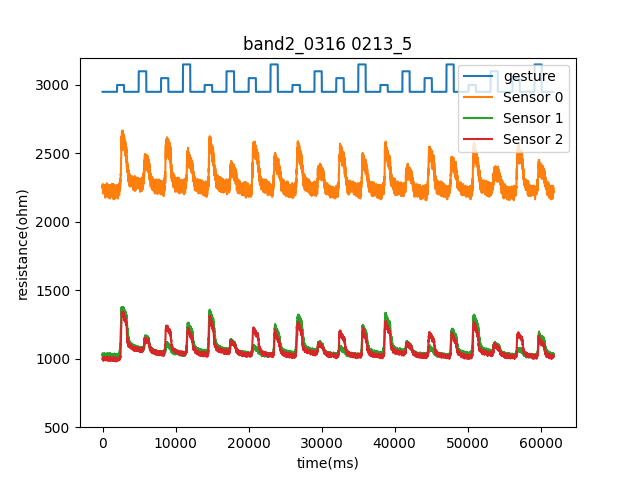 band2_0316 0213_5
gesture
Sensor 0
Sensor 1
Sensor 2
3000
2500
2000
1500
1000
500
resistance(ohm)
0
10000
20000
30000
40000
50000
60000
time(ms)